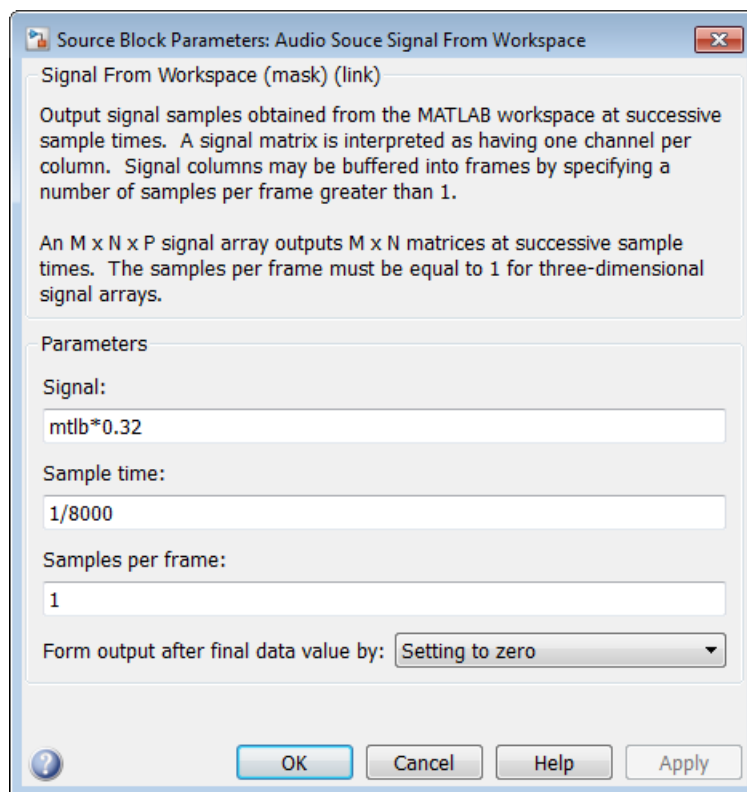 Source Block Parameters: Audio Souce Signal From Workspace
Signal From Workspace (mask) (link)
Output signal samples obtained from the MATLAB workspace at successive
sample times.  A signal matrix is interpreted as having one channel per
column.  Signal columns may be buffered into frames by specifying a
number of samples per frame greater than 1.
An M x N x P signal array outputs M x N matrices at successive sample
times.  The samples per frame must be equal to 1 for three-dimensional
signal arrays.
Parameters
Signal:
mtlb*0.32
Sample time:
1/8000
Samples per frame:
1
Form output after final data value by: Setting to zero
OK Cancel Help Apply